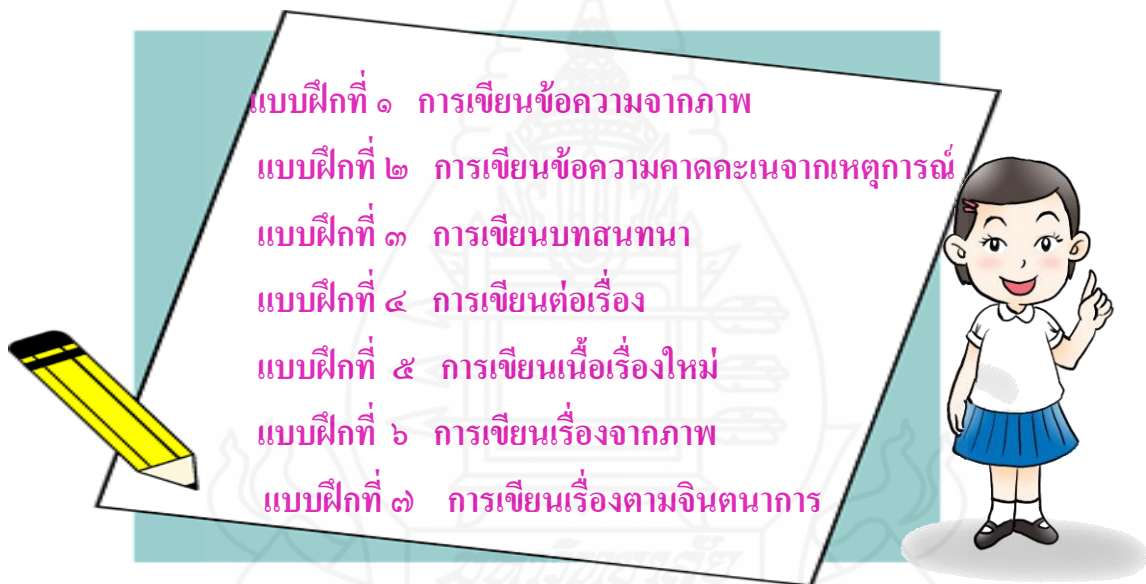 แบบฝึกที่ ๑ การเขียนข้อความจากภาพ
แบบฝึกที่ ๒ การเขียนข้อความคาดคะเนจากเหตุการณ์
แบบฝึกที่ ๓ การเขียนบทสนทนา
แบบฝึกที่ ๔ การเขียนต่อเรื่อง
แบบฝึกที่ ๕ การเขียนเนื้อเรื่องใหม่
แบบฝึกที่ ๖ การเขียนเรื่องจากภาพ
แบบฝึกที่ ๗ การเขียนเรื่องตามจินตนาการ